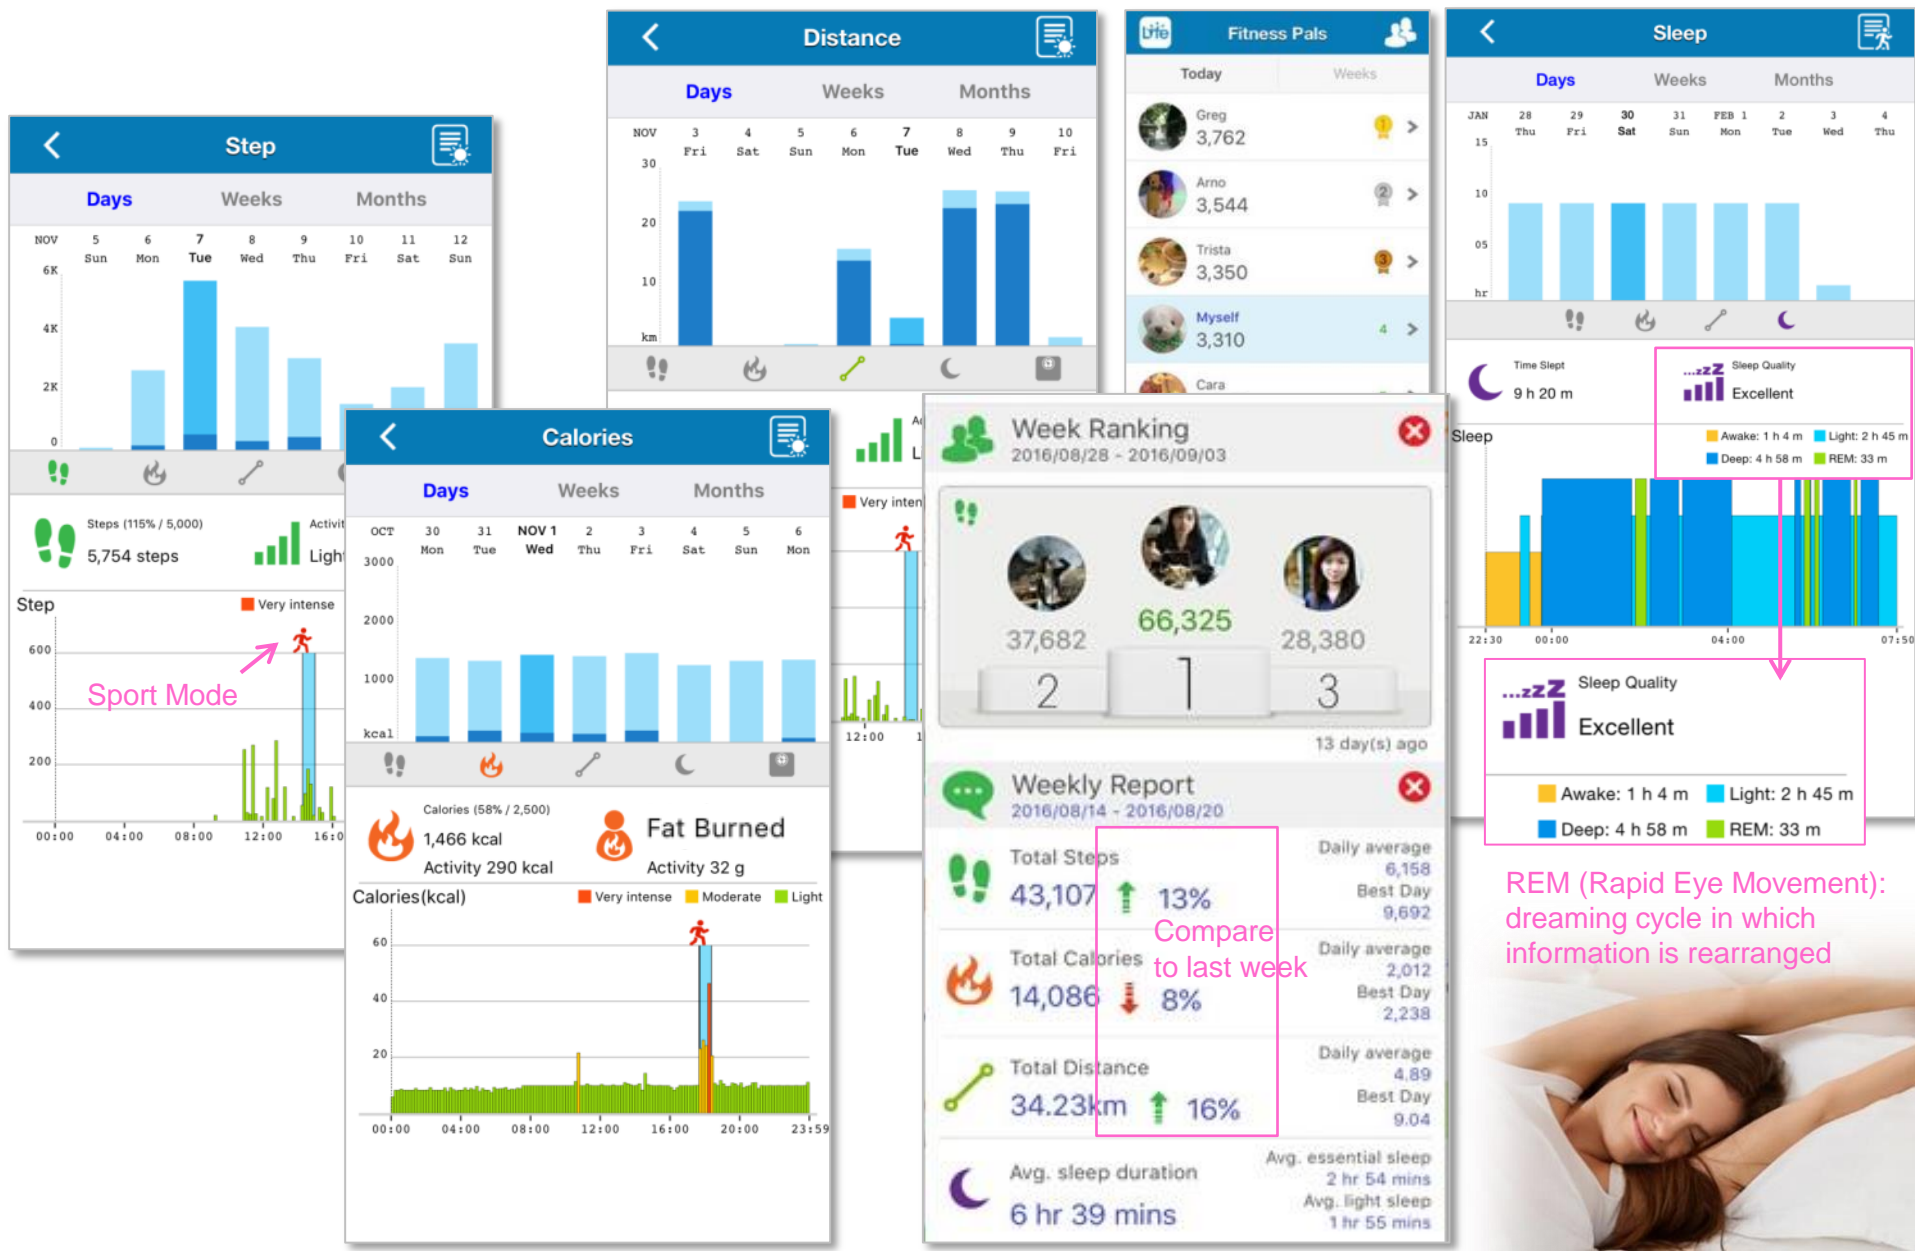 Step
Days Weeks Months
NOV 5 6 7 8 9 10 11 12
Sun Mon Tue Wed Thu Fri Sat Sun
6K
4K
2K
0
Steps (115% / 5,000)
5,754 steps
Step
Very intense
600
400
200
Sport Mode
00:00 04:00 08:00 12:00
Distance
Days Weeks Months
NOV 3 4 5 6 7 8 9 10
Fri Sat Sun Mon Tue Wed Thu Fri
30
20
10
km
12:00
Calories
Days Weeks Months
OCT 30 31 NOV 1 2 3 4 5 6
Mon Tue Wed Thu Fri Sat Sun Mon
3000
2000
1000
kcal
Calories (58% / 2,500)
1,466 kcal
Activity 290 kcal
Fat Burned
Activity 32 g
Calories(kcal)
Very intense Moderate Light
60
40
20
00:00 04:00 08:00 12:00 16:00 20:00 23:59
Life Fitness Pals
Today Weeks
Greg
3,762
1
Arno
3,544
2
Trista
3,350
3
Myself
3,310
4
Cara
Week Ranking
2016/08/28 - 2016/09/03
66,325
37,682
28,380
2 1 3
13 day(s) ago
Weekly Report
2016/08/14 - 2016/08/20
Total Steps
43,107 13%
Daily average
6,158
Best Day
9,692
Compare
to last week
Total Calories
14,086 8%
Daily average
2,012
Best Day
2,238
Total Distance
34.23km 16%
Daily average
4.89
Best Day
9.04
Avg. sleep duration
6 hr 39 mins
Avg. essential sleep
2 hr 54 mins
Avg. light sleep
1 hr 55 mins
Sleep
Days Weeks Months
JAN 28 29 30 31 FEB 1 2 3 4
Thu Fri Sat Sun Mon Tue Wed Thu
15
10
05
hr
Time Slept
9 h 20 m
...zzZ Sleep Quality
Excellent
Sleep
Awake: 1 h 4 m Light: 2 h 45 m
Deep: 4 h 58 m REM: 33 m
22:30 00:00 04:00 07:50
...zzZ Sleep Quality
Excellent
Awake: 1 h 4 m Light: 2 h 45 m
Deep: 4 h 58 m REM: 33 m
REM (Rapid Eye Movement):
dreaming cycle in which
information is rearranged